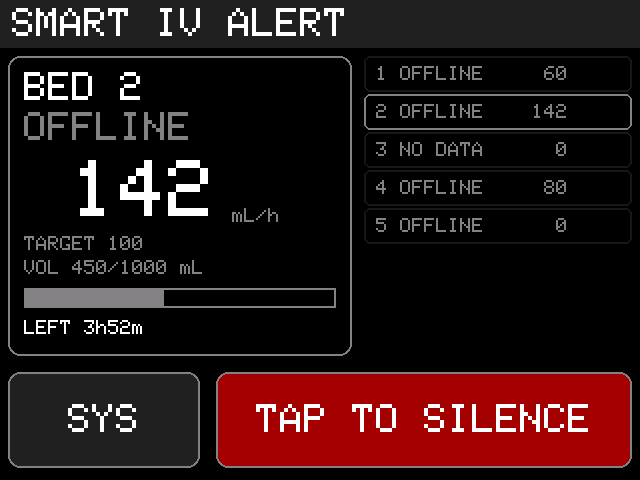 SMART IV ALERT
BED 2
OFFLINE
142 mL/h
TARGET 100
VOL 450/1000 mL
LEFT 3h52m
1 OFFLINE 60
2 OFFLINE 142
3 NO DATA 0
4 OFFLINE 80
5 OFFLINE 0
SYS
TAP TO SILENCE